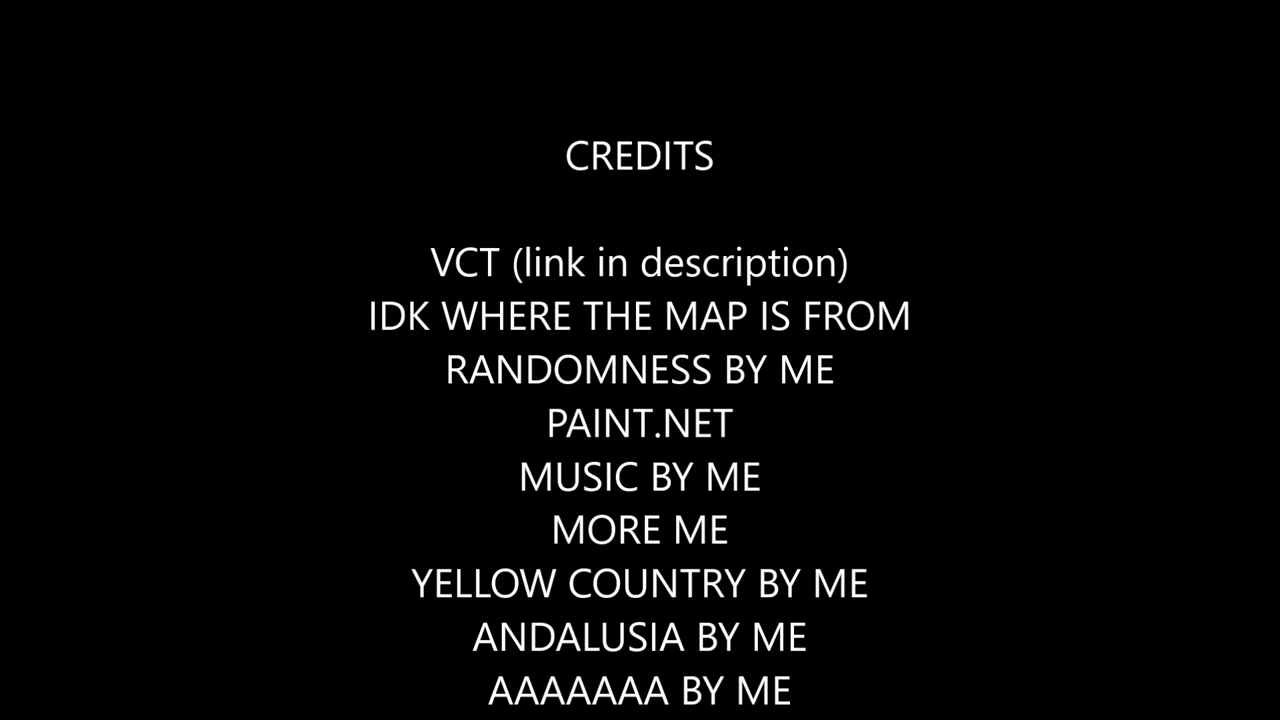 CREDITS
VCT (link in description)
IDK WHERE THE MAP IS FROM
RANDOMNESS BY ME
PAINT.NET
MUSIC BY ME
MORE ME
YELLOW COUNTRY BY ME
ANDALUSIA BY ME
AAAAAAA BY ME